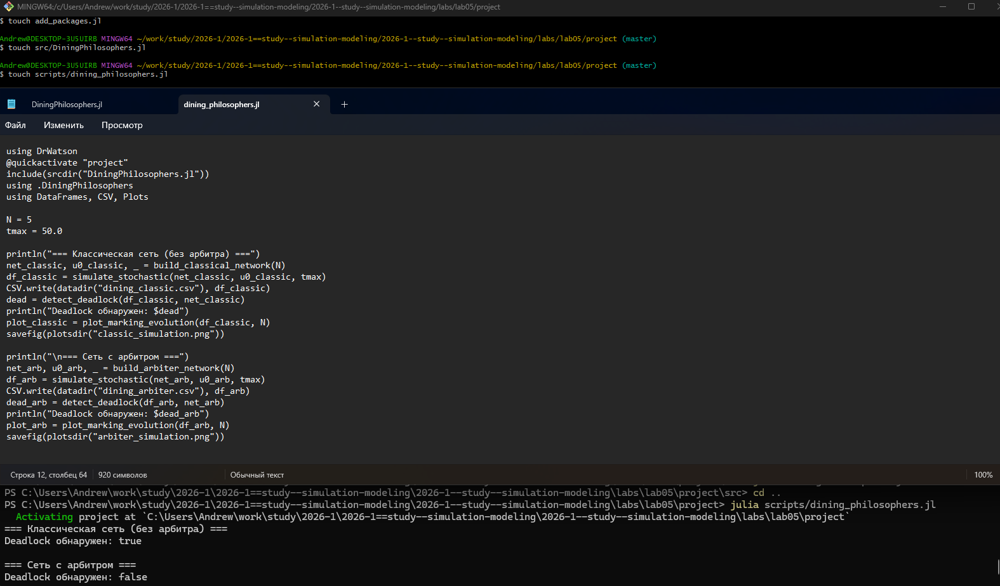 MINGW64:/c/Users/Andrew/work/study/2026-1/2026-1==study--simulation-modeling/2026-1--study--simulation-modeling/labs/lab05/project
$ touch add_packages.jl
Andrew@DESKTOP-3U5UIRB MINGW64 ~/work/study/2026-1/2026-1==study--simulation-modeling/2026-1--study--simulation-modeling/labs/lab05/project (master)
$ touch src/DiningPhilosophers.jl
Andrew@DESKTOP-3U5UIRB MINGW64 ~/work/study/2026-1/2026-1==study--simulation-modeling/2026-1--study--simulation-modeling/labs/lab05/project (master)
$ touch scripts/dining_philosophers.jl
DiningPhilosophers.jl dining_philosophers.jl
Файл Изменить Просмотр
using DrWatson
@quickactivate "project"
include(srcdir("DiningPhilosophers.jl"))
using .DiningPhilosophers
using DataFrames, CSV, Plots
N = 5
tmax = 50.0
println("=== Классическая сеть (без арбитра) ===")
net_classic, u0_classic, _ = build_classical_network(N)
df_classic = simulate_stochastic(net_classic, u0_classic, tmax)
CSV.write(datadir("dining_classic.csv"), df_classic)
dead = detect_deadlock(df_classic, net_classic)
println("Deadlock обнаружен: $dead")
plot_classic = plot_marking_evolution(df_classic, N)
savefig(plotsdir("classic_simulation.png"))
println("\n=== Сеть с арбитром ===")
net_arb, u0_arb, _ = build_arbiter_network(N)
df_arb = simulate_stochastic(net_arb, u0_arb, tmax)
CSV.write(datadir("dining_arbiter.csv"), df_arb)
dead_arb = detect_deadlock(df_arb, net_arb)
println("Deadlock обнаружен: $dead_arb")
plot_arb = plot_marking_evolution(df_arb, N)
savefig(plotsdir("arbiter_simulation.png"))
Строка 12, столбец 64 920 символов Обычный текст 100%
PS C:\Users\Andrew\work\study\2026-1\2026-1==study--simulation-modeling\2026-1--study--simulation-modeling\labs\lab05\project\src> cd ..
PS C:\Users\Andrew\work\study\2026-1\2026-1==study--simulation-modeling\2026-1--study--simulation-modeling\labs\lab05\project> julia scripts/dining_philosophers.jl
Activating project at `C:\Users\Andrew\work\study\2026-1\2026-1==study--simulation-modeling\2026-1--study--simulation-modeling\labs\lab05\project`
=== Классическая сеть (без арбитра) ===
Deadlock обнаружен: true
=== Сеть с арбитром ===
Deadlock обнаружен: false